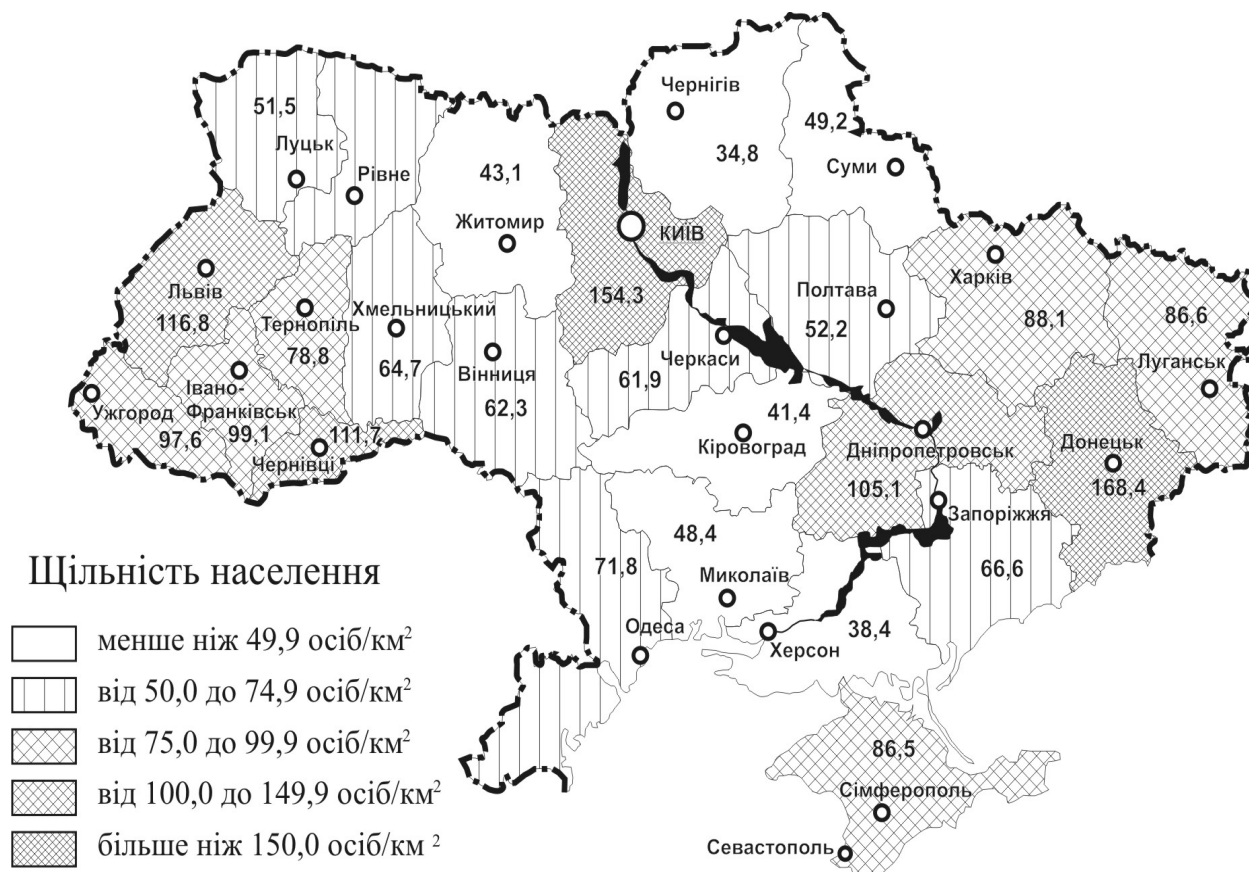 Чернігів
34,8
49,2
Суми
51,5
Луцьк
Рівне
43,1
Житомир
КИЇВ
154,3
Львів
116,8
Тернопіль
78,8
Хмельницький
64,7
Вінниця
62,3
Черкаси
61,9
Полтава
52,2
Харків
88,1
86,6
Луганськ
Ужгород
97,6
Івано-
Франківськ
99,1
111,7
Чернівці
41,4
Кіровоград
Дніпропетровськ
105,1
Донецьк
168,4
Запоріжжя
66,6
48,4
Миколаїв
71,8
Одеса
Херсон
38,4
86,5
Сімферополь
Севастополь
Щільність населення
менше ніж 49,9 осіб/км²
від 50,0 до 74,9 осіб/км²
від 75,0 до 99,9 осіб/км²
від 100,0 до 149,9 осіб/км²
більше ніж 150,0 осіб/км ²